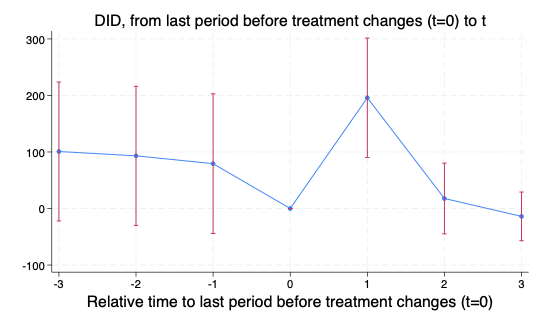 DID, from last period before treatment changes (t=0) to t
300
200
100
0
-100
-3 -2 -1 0 1 2 3
Relative time to last period before treatment changes (t=0)